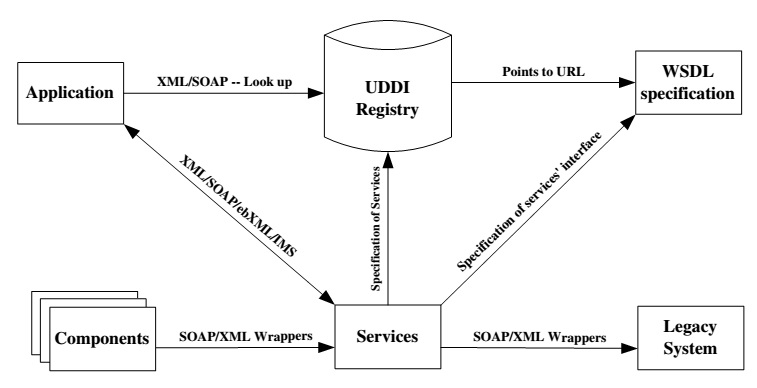 Application
XML/SOAP -- Look up
UDDI
Registry
Points to URL
WSDL
specification
XML/SOAP/ebXML/IMS
Specification of Services
Specification of services' interface
Components
SOAP/XML Wrappers
Services
SOAP/XML Wrappers
Legacy
System